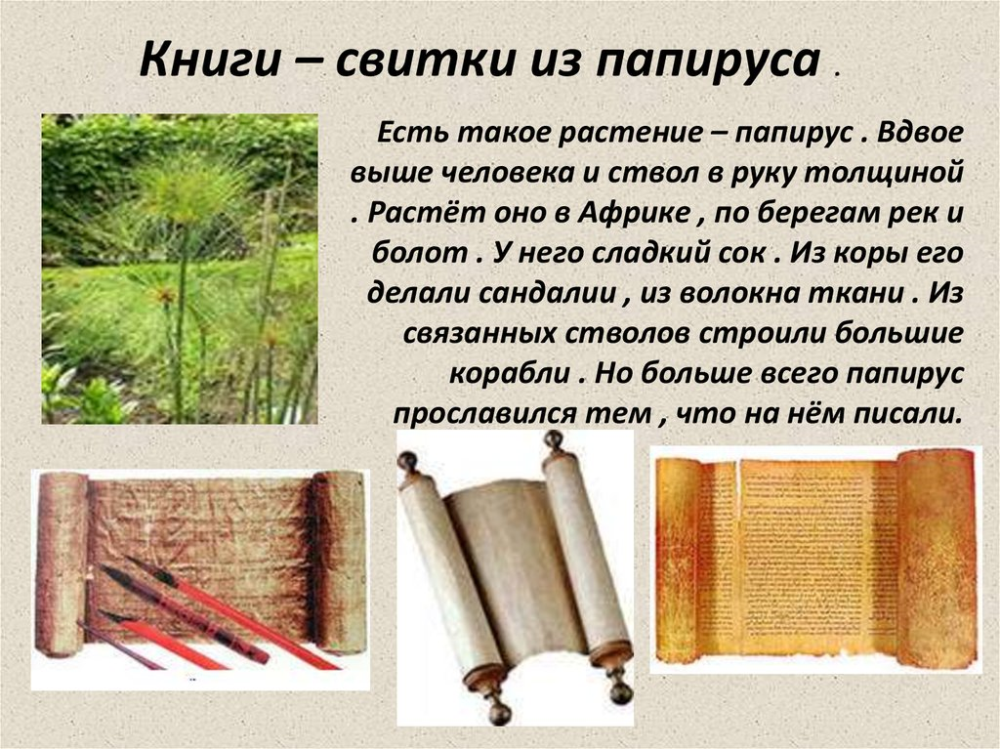 Книги – свитки из папируса .
Есть такое растение – папирус . Вдвое
выше человека и ствол в руку толщиной
. Растёт оно в Африке , по берегам рек и
болот . У него сладкий сок . Из коры его
делали сандалии , из волокна ткани . Из
связанных стволов строили большие
корабли . Но больше всего папирус
прославился тем , что на нём писали.